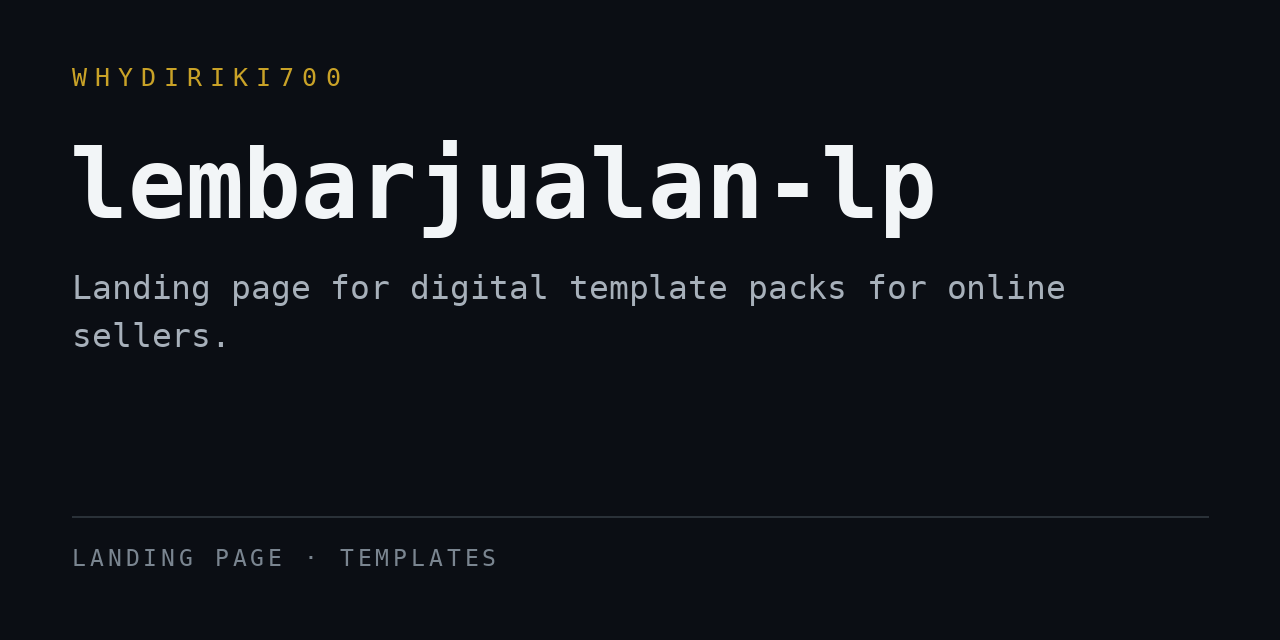 WHYDIRIKI700
lembarjualan-lp
Landing page for digital template packs for online
sellers.
LANDING PAGE · TEMPLATES